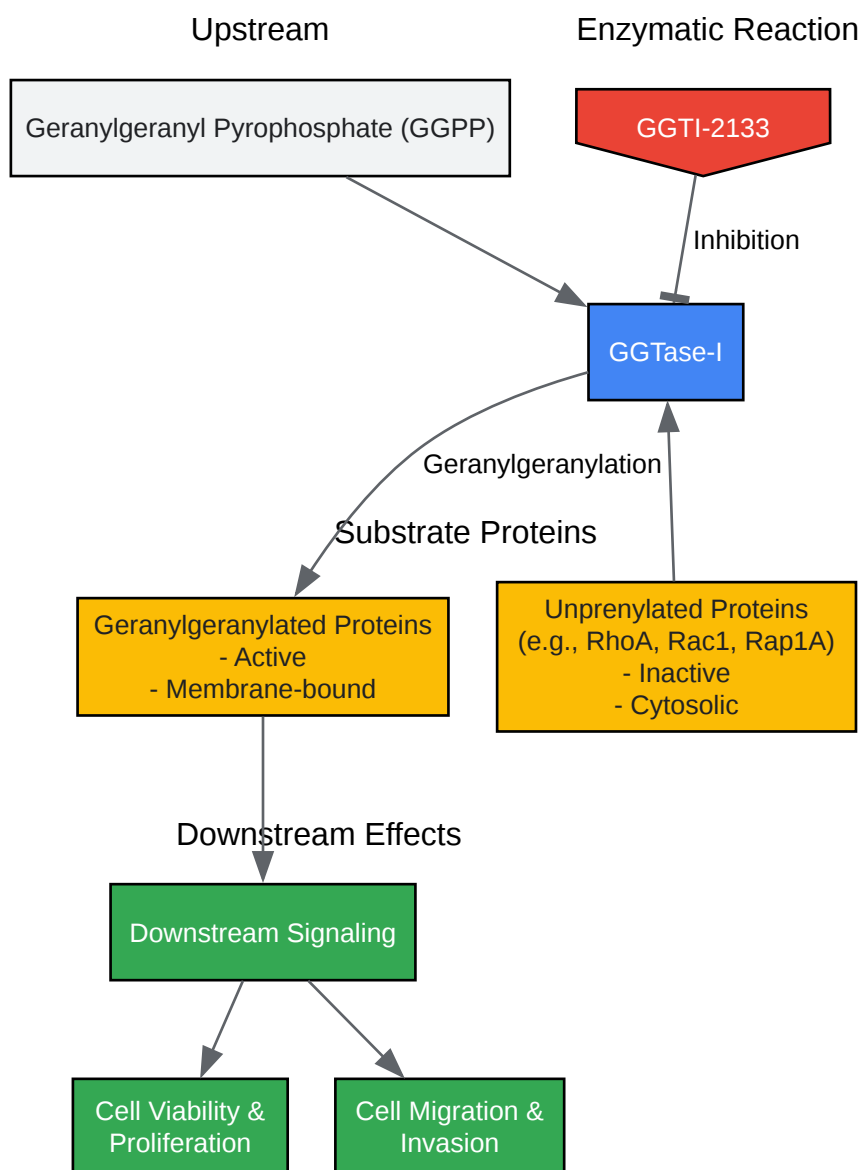 Upstream
Enzymatic Reaction
Geranylgeranyl Pyrophosphate (GGPP)
GGTI-2133
Inhibition
GGTase-I
Geranylgeranylation
Substrate Proteins
Geranylgeranylated Proteins
- Active
- Membrane-bound
Unprenylated Proteins
(e.g., RhoA, Rac1, Rap1A)
- Inactive
- Cytosolic
Downstream Effects
Downstream Signaling
Cell Viability &
Proliferation
Cell Migration &
Invasion